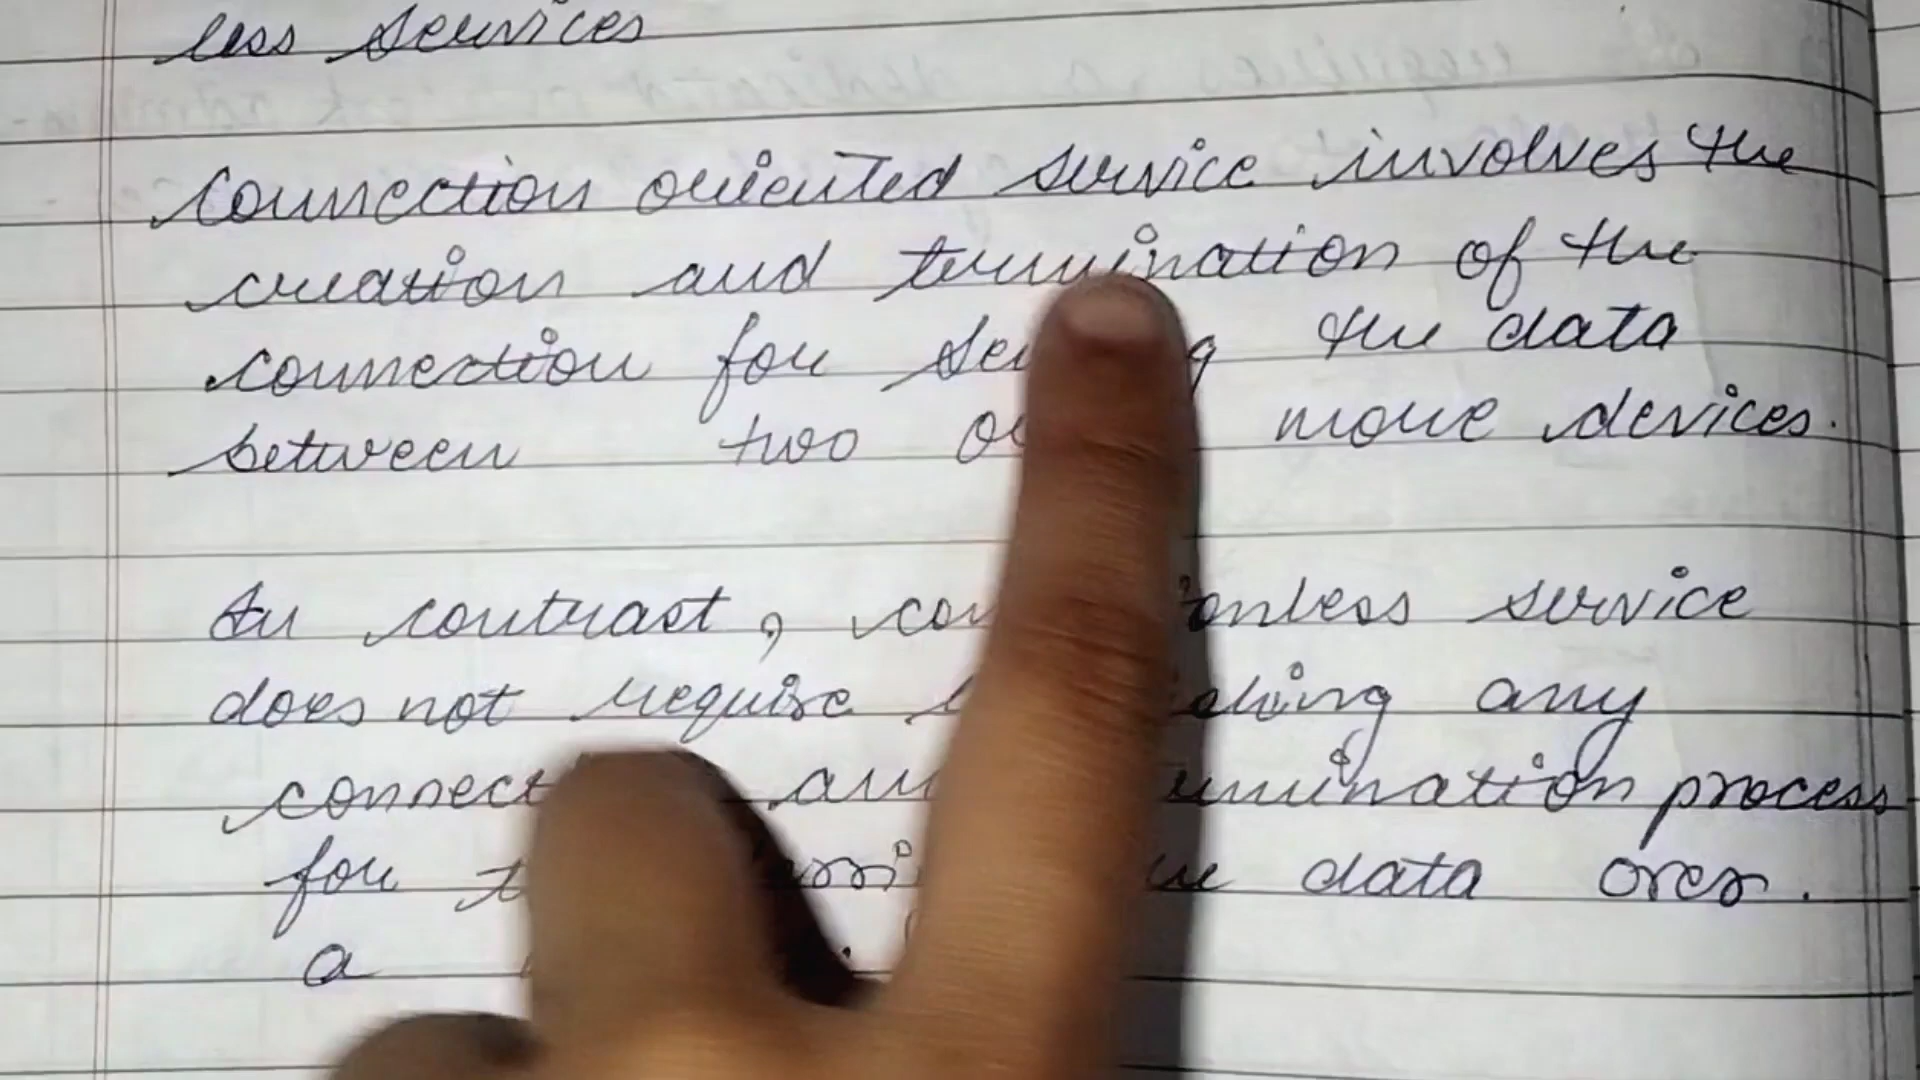 less services
connection oriented service involves the
creation and termination of the
connection for the data
between two more devices.
In contrast, service
does not require any
process
for data over.
a